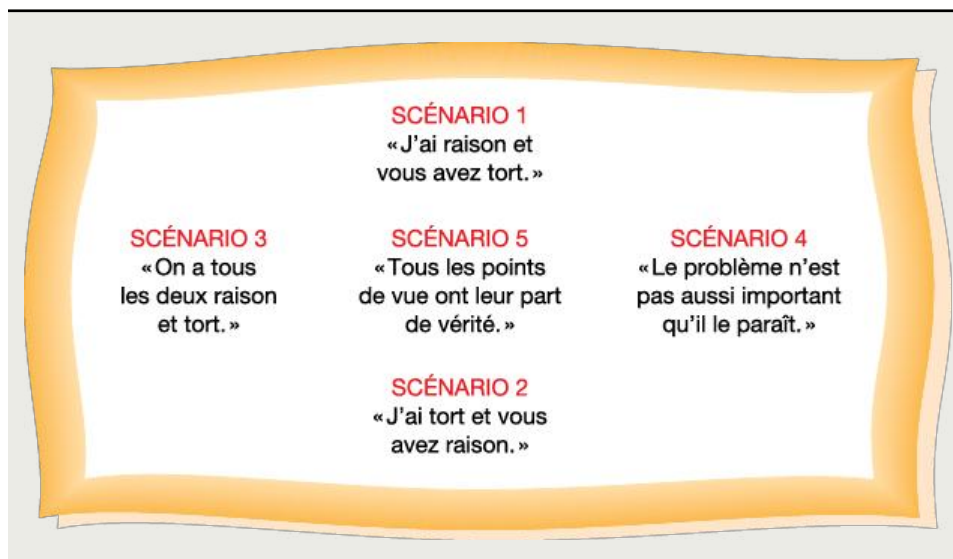 SCÉNARIO 1
«J'ai raison et
vous avez tort.»
SCÉNARIO 3
«On a tous
les deux raison
et tort.»
SCÉNARIO 5
«Tous les points
de vue ont leur part
de vérité.»
SCÉNARIO 4
«Le problème n'est
pas aussi important
qu'il le paraît.»
SCÉNARIO 2
«J'ai tort et vous
avez raison.»